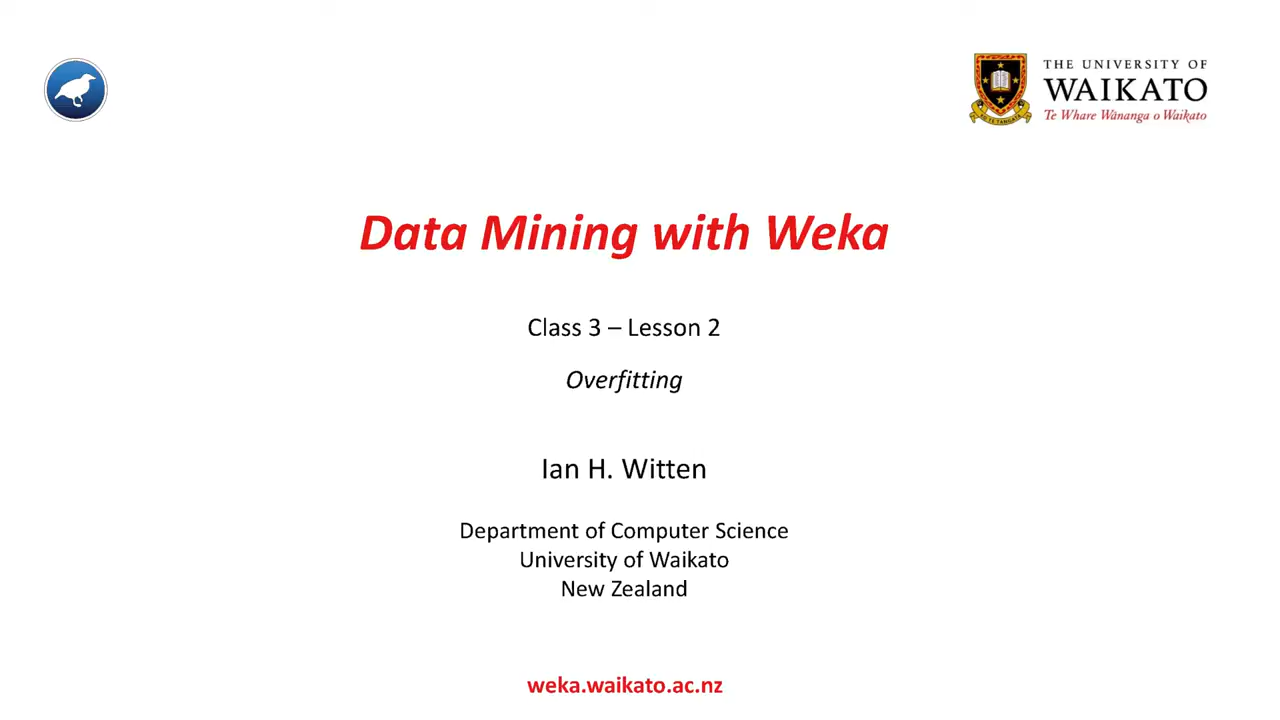 THE UNIVERSITY OF
WAIKATO
Te Whare Wānanga o Waikato
Data Mining with Weka
Class 3 – Lesson 2
Overfitting
Ian H. Witten
Department of Computer Science
University of Waikato
New Zealand
weka.waikato.ac.nz